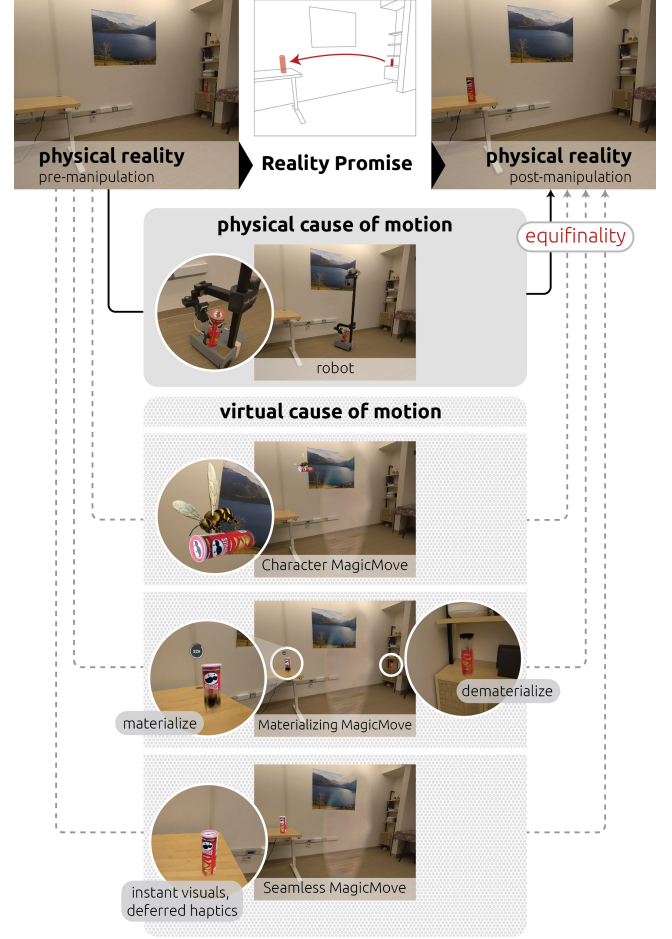 physical reality
pre-manipulation
Reality Promise
physical reality
post-manipulation
physical cause of motion
equifinality
robot
virtual cause of motion
Character MagicMove
materialize
Materializing MagicMove
dematerialize
instant visuals,
deferred haptics
Seamless MagicMove